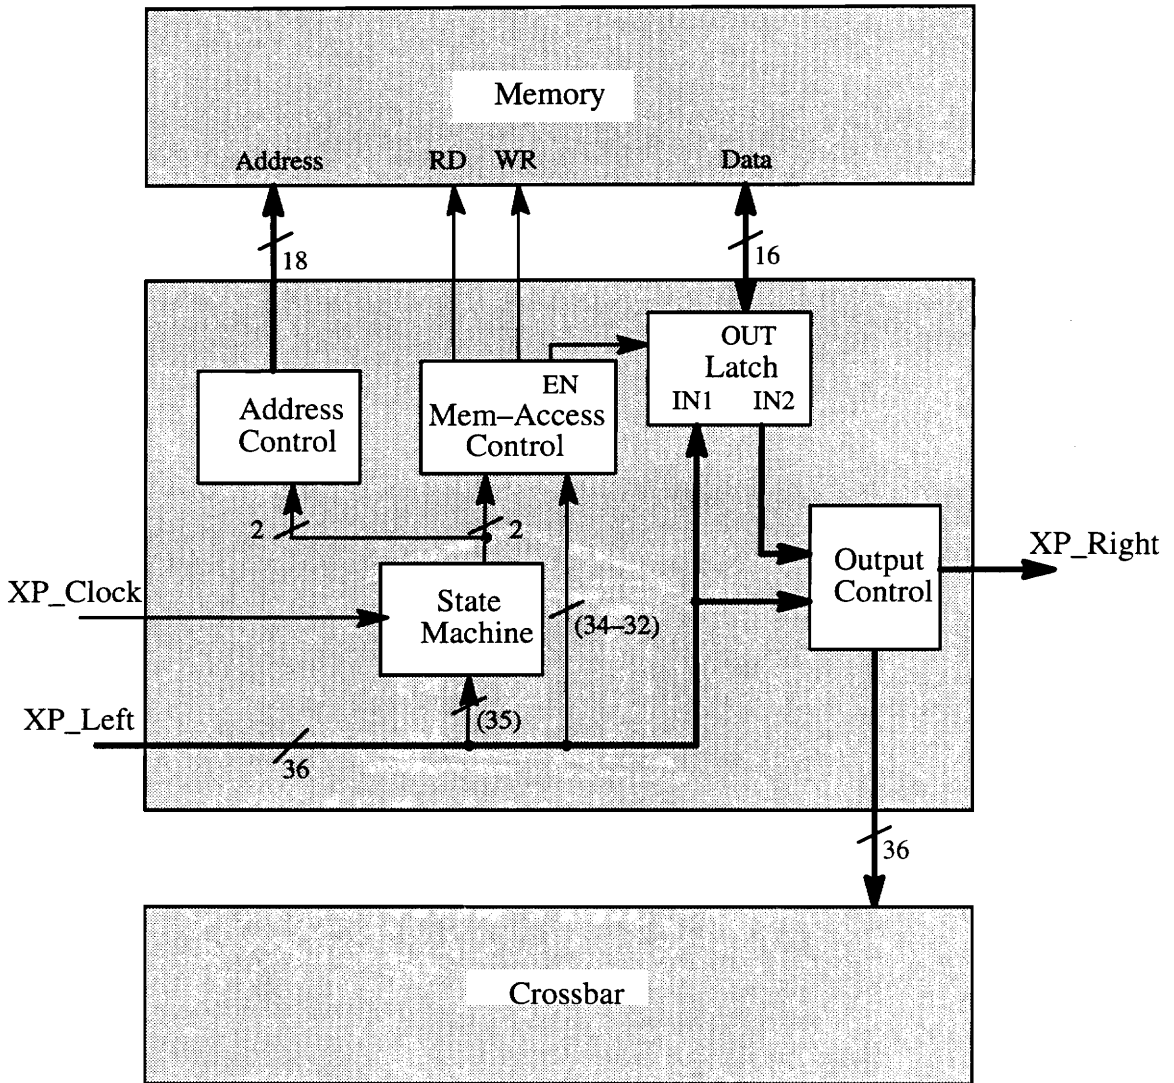 Memory
Address RD WR Data
18
16
OUT
Latch
IN1 IN2
EN
Mem–Access
Control
Address
Control
2
2
XP_Right
Output
Control
XP_Clock
State
Machine
(34–32)
XP_Left
(35)
36
36
Crossbar